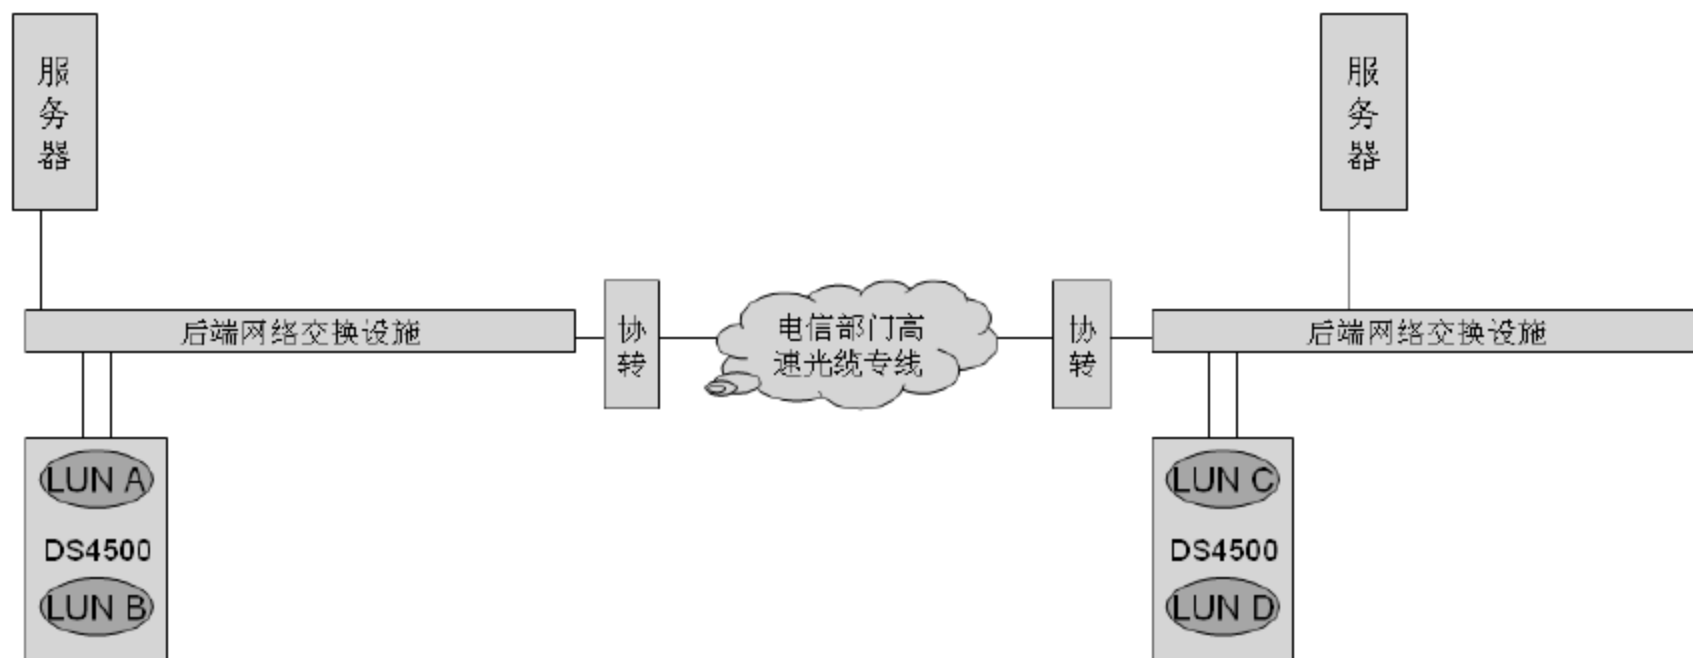 服务器
服务器
后端网络交换设施
协转
电信部门高
速光缆专线
协转
后端网络交换设施
LUN A
DS4500
LUN B
LUN C
DS4500
LUN D